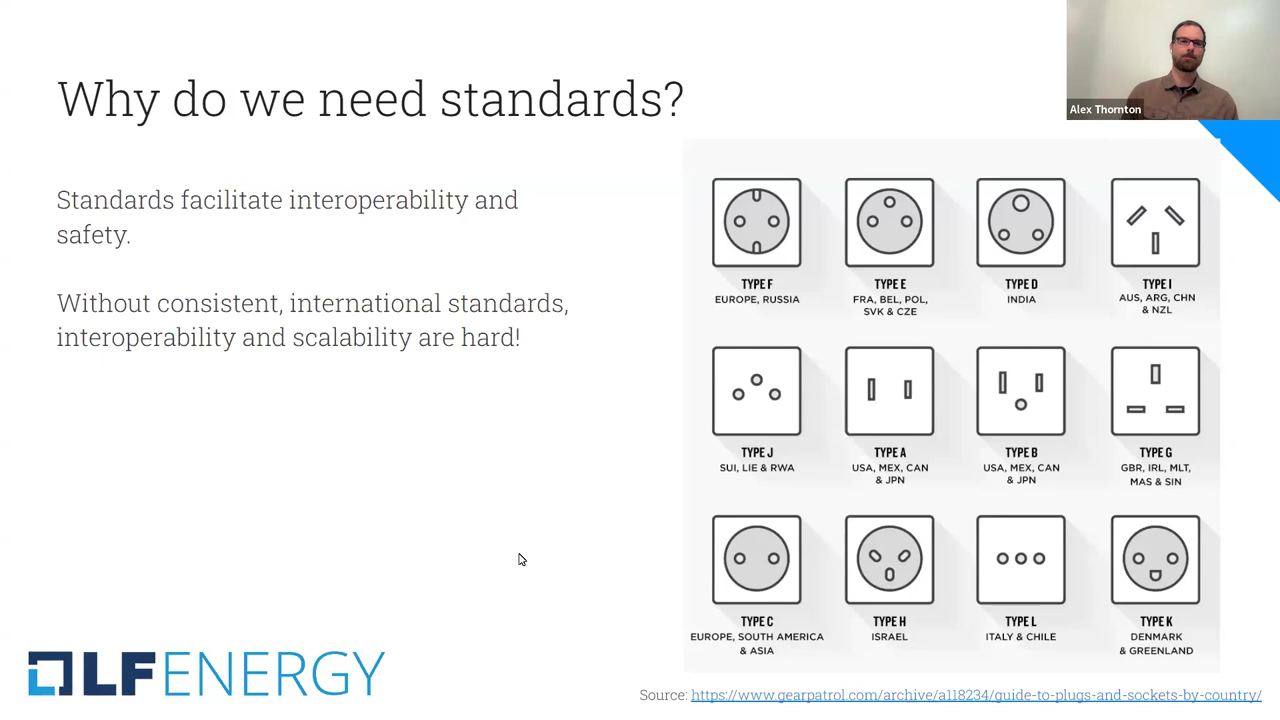 Why do we need standards?
Alex Thornton
Standards facilitate interoperability and
safety.
Without consistent, international standards,
interoperability and scalability are hard!
TYPE F
EUROPE, RUSSIA
TYPE E
FRA, BEL, POL,
SVK & CZE
TYPE D
INDIA
TYPE I
AUS, ARG, CHN
& NZL
TYPE J
SUI, LIE & RWA
TYPE A
USA, MEX, CAN
& JPN
TYPE B
USA, MEX, CAN
& JPN
TYPE G
GBR, IRL, MLT,
MAS & SIN
TYPE C
EUROPE, SOUTH AMERICA
& ASIA
TYPE H
ISRAEL
TYPE L
ITALY & CHILE
TYPE K
DENMARK
& GREENLAND
LFENERGY
Source: https://www.gearpatrol.com/archive/a118234/guide-to-plugs-and-sockets-by-country/